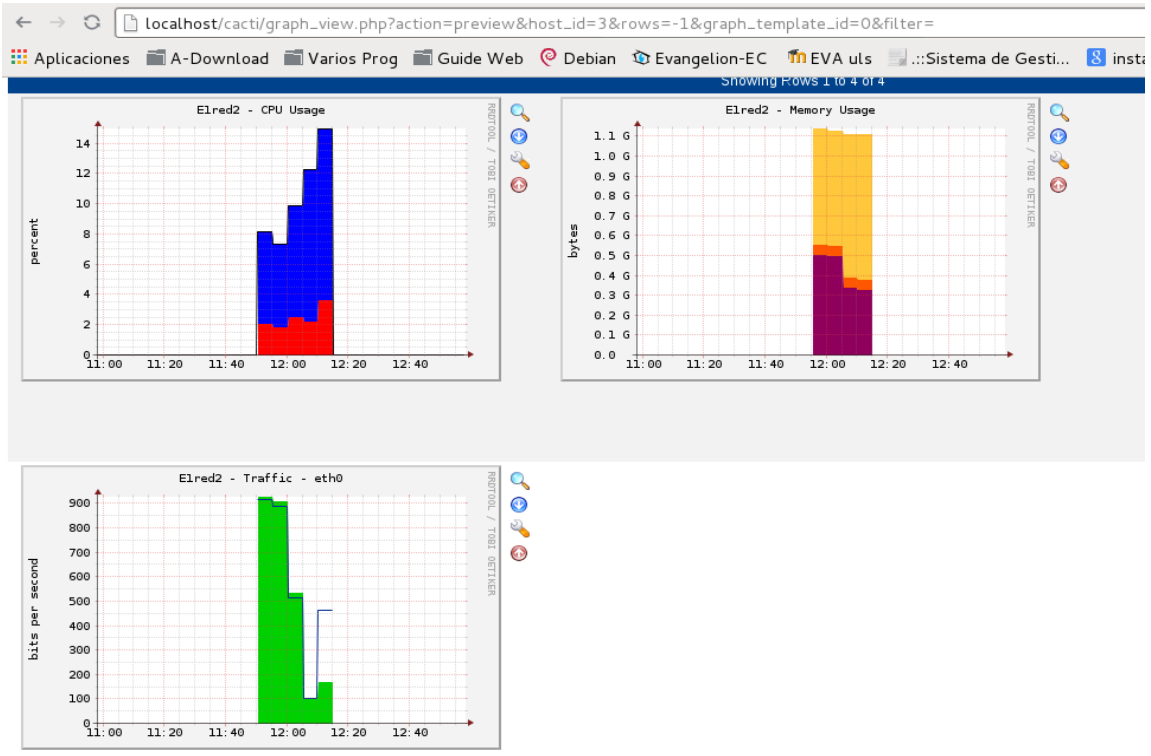 localhost/cacti/graph_view.php?action=preview&host_id=3&rows=-1&graph_template_id=0&filter=
Aplicaciones A-Download Varios Prog Guide Web Debian Evangelion-EC EVA uls .::Sistema de Gesti... insta
Showing Rows 1 to 4 of 4
Elred2 - CPU Usage
percent
14
12
10
8
6
4
2
0
11:00 11:20 11:40 12:00 12:20 12:40
RRDTOOL / TOBI OETIKER
Elred2 - Memory Usage
bytes
1.1 G
1.0 G
0.9 G
0.8 G
0.7 G
0.6 G
0.5 G
0.4 G
0.3 G
0.2 G
0.1 G
0.0
11:00 11:20 11:40 12:00 12:20 12:40
RRDTOOL / TOBI OETIKER
Elred2 - Traffic - eth0
bits per second
900
800
700
600
500
400
300
200
100
0
11:00 11:20 11:40 12:00 12:20 12:40
RRDTOOL / TOBI OETIKER